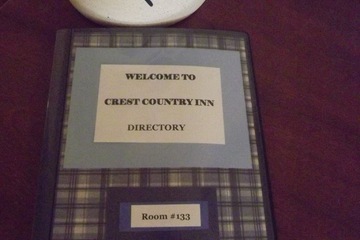 WELCOME TO
CREST COUNTRY INN
DIRECTORY
Room #133